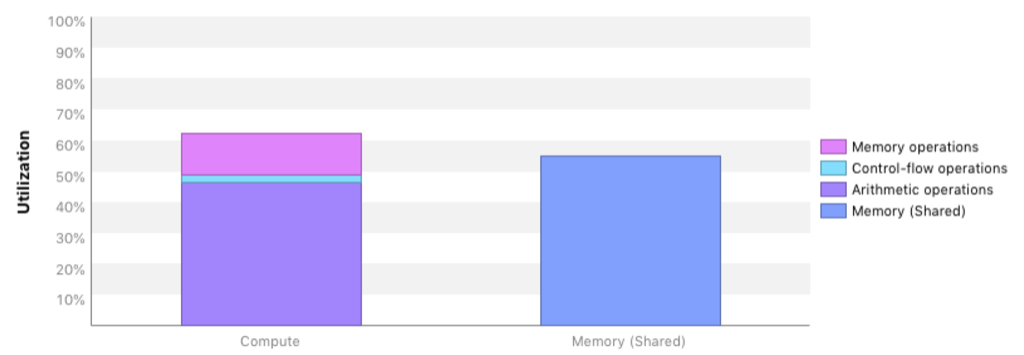 100%
90%
80%
70%
60%
50%
40%
30%
20%
10%
Utilization
Compute
Memory (Shared)
Memory operations
Control-flow operations
Arithmetic operations
Memory (Shared)